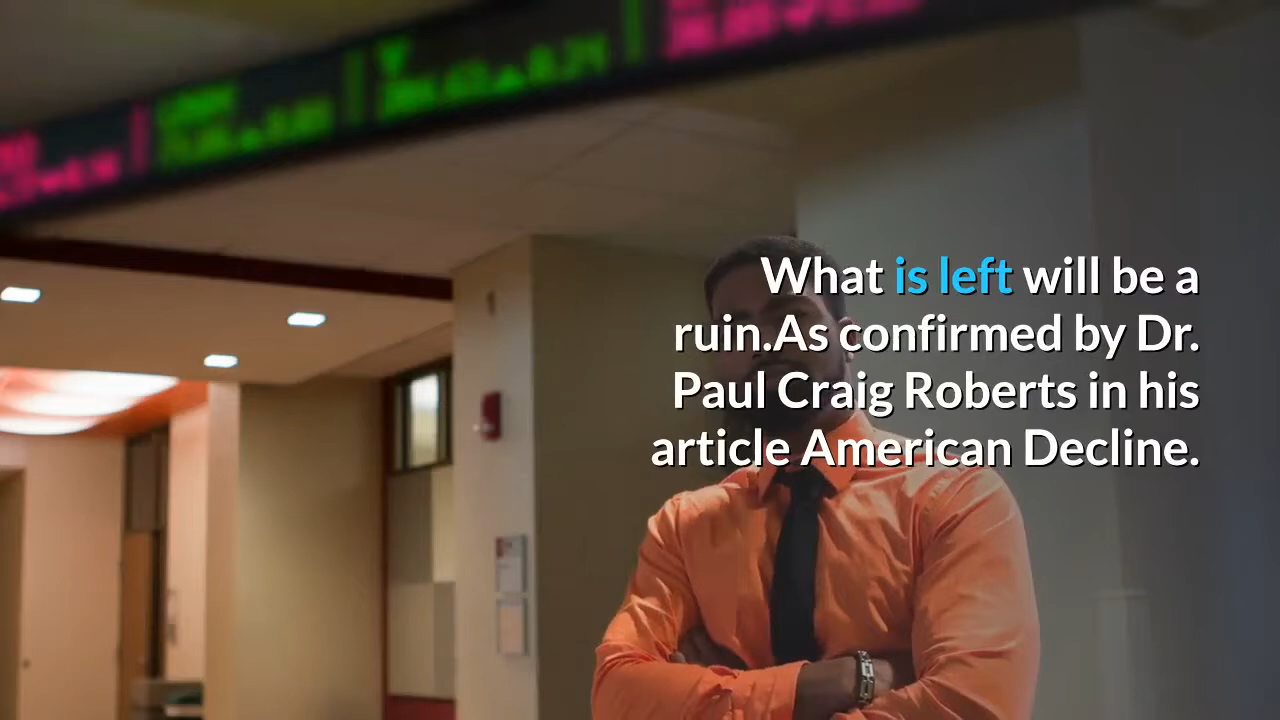 What is left will be a
ruin.As confirmed by Dr.
Paul Craig Roberts in his
article American Decline.